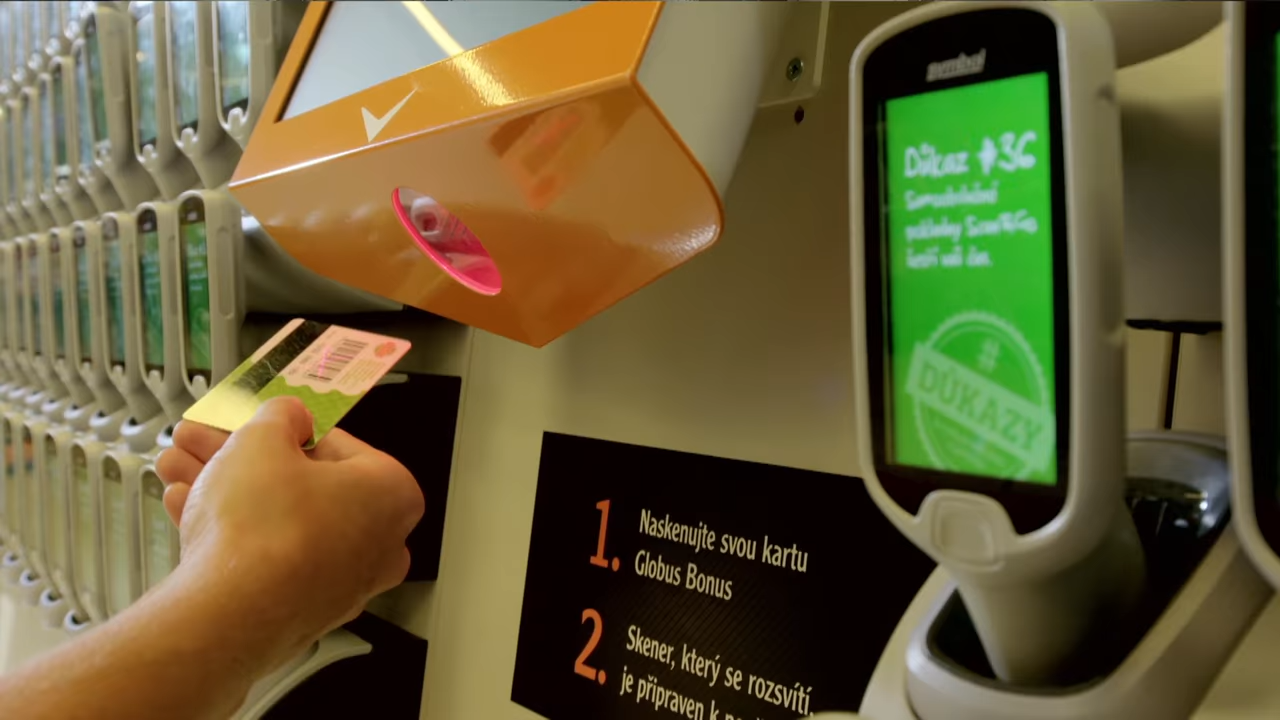 symbol
Důkaz #36
Samoobslužné
pokladny Scan&Go
šetří váš čas.
#
DŮKAZY
1.
Naskenujte svou kartu
Globus Bonus
2.
Skener, který se rozsvítí,
je připraven k